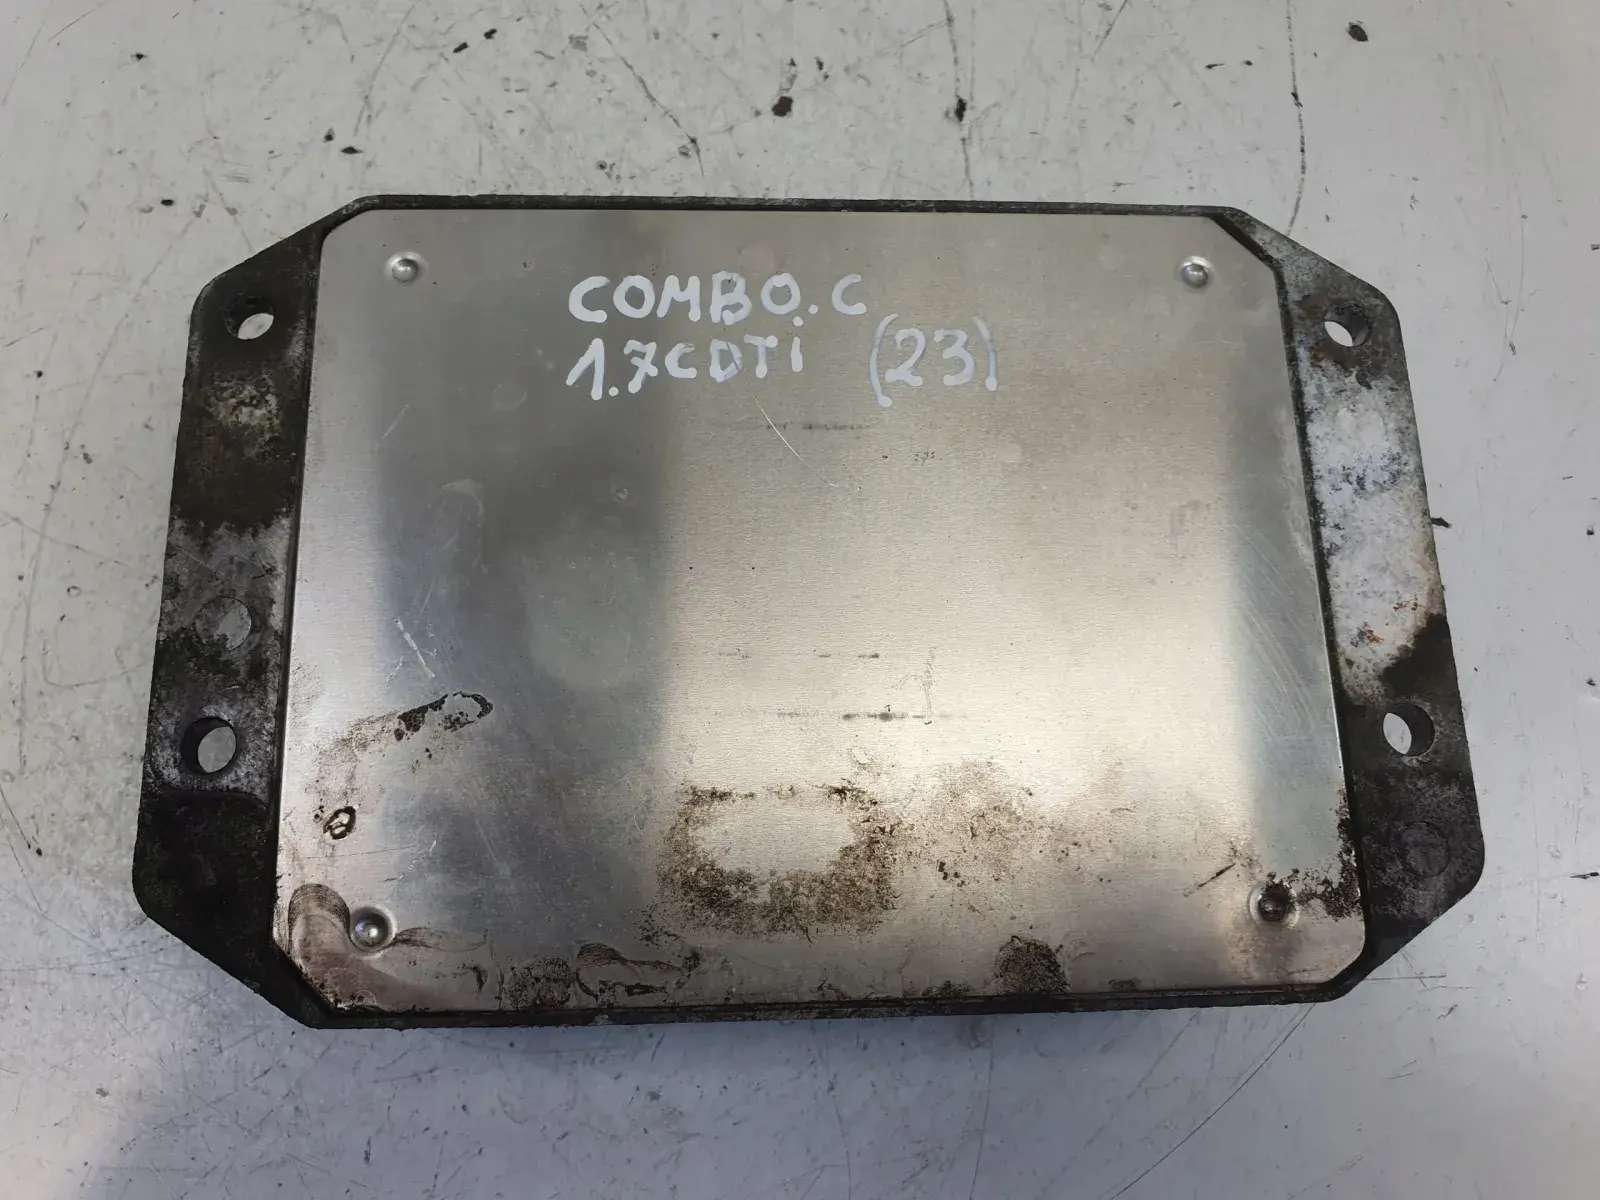 COMBO.C
1.7CDTi (23)